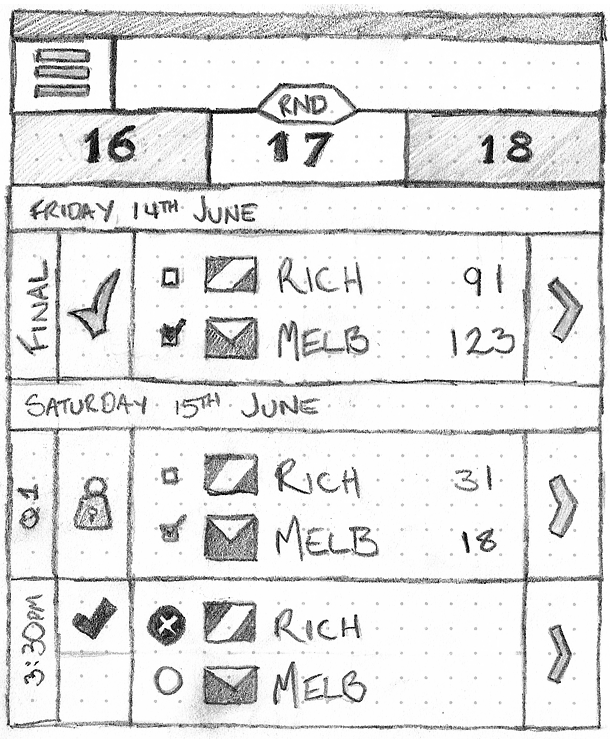 RND
16 17 18
FRIDAY 14TH JUNE
FINAL
RICH 91
MELB 123
SATURDAY 15TH JUNE
Q1
RICH 31
MELB 18
3:30PM
RICH
MELB